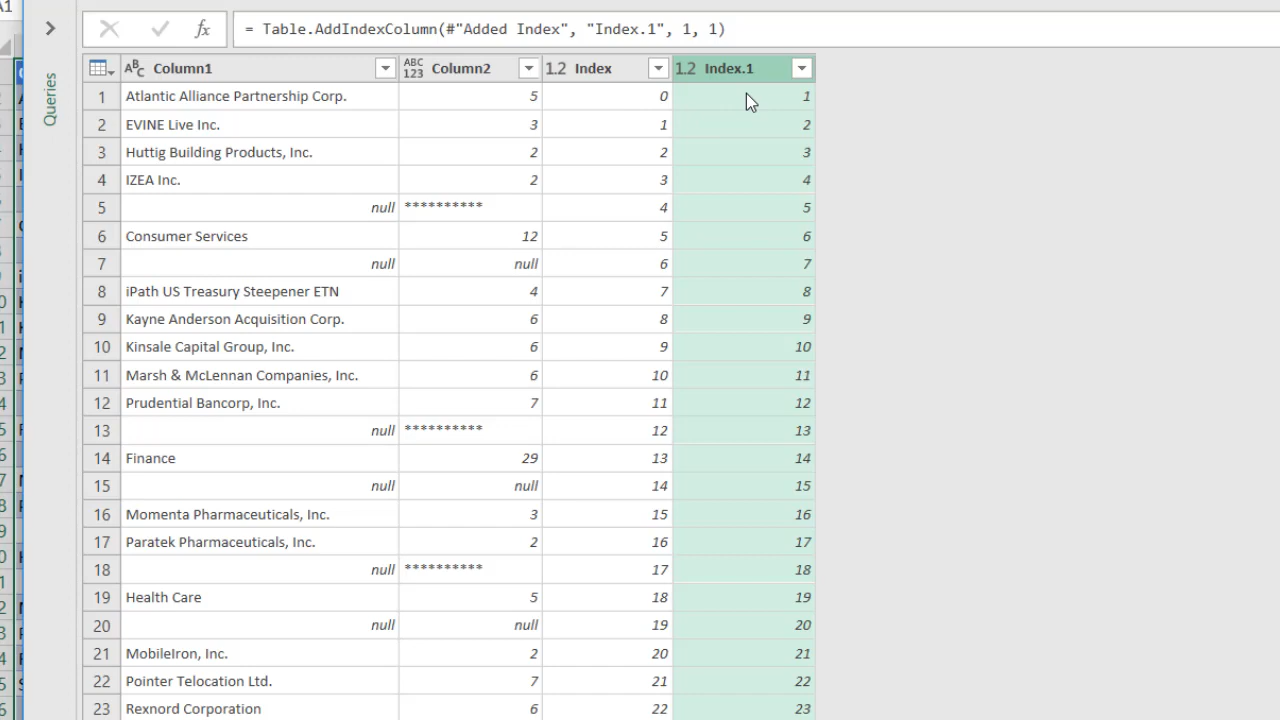 = Table.AddIndexColumn(#"Added Index", "Index.1", 1, 1)
Queries
Column1 ABC 123 Column2 1.2 Index 1.2 Index.1
1 Atlantic Alliance Partnership Corp. 5 0 1
2 EVINE Live Inc. 3 1 2
3 Huttig Building Products, Inc. 2 2 3
4 IZEA Inc. 2 3 4
5 null ********** 4 5
6 Consumer Services 12 5 6
7 null null 6 7
8 iPath US Treasury Steepener ETN 4 7 8
9 Kayne Anderson Acquisition Corp. 6 8 9
10 Kinsale Capital Group, Inc. 6 9 10
11 Marsh & McLennan Companies, Inc. 6 10 11
12 Prudential Bancorp, Inc. 7 11 12
13 null ********** 12 13
14 Finance 29 13 14
15 null null 14 15
16 Momenta Pharmaceuticals, Inc. 3 15 16
17 Paratek Pharmaceuticals, Inc. 2 16 17
18 null ********** 17 18
19 Health Care 5 18 19
20 null null 19 20
21 MobileIron, Inc. 2 20 21
22 Pointer Telocation Ltd. 7 21 22
23 Rexnord Corporation 6 22 23